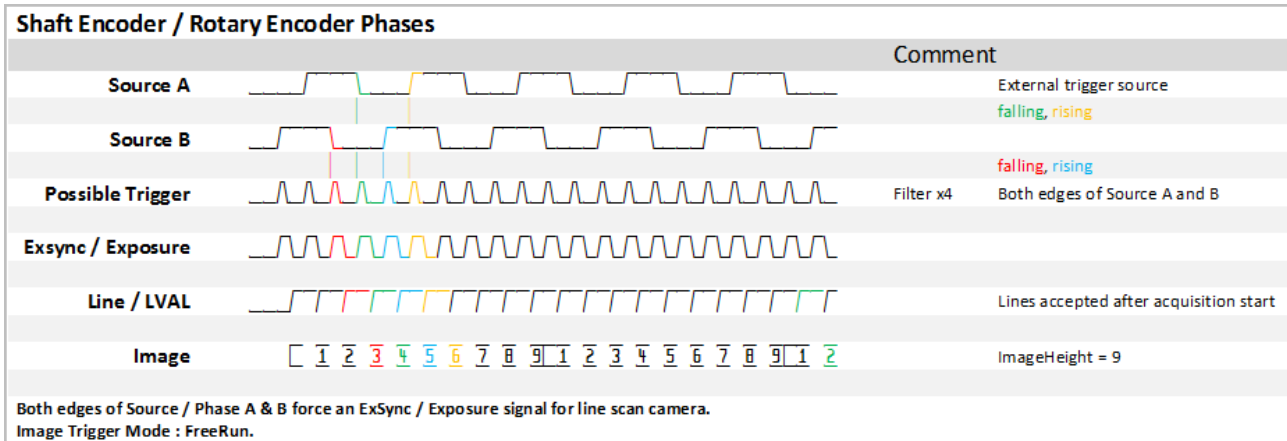 Shaft Encoder / Rotary Encoder Phases
Comment
Source A External trigger source
falling, rising
Source B
falling, rising
Possible Trigger Filter x4 Both edges of Source A and B
Exsync / Exposure
Line / LVAL Lines accepted after acquisition start
Image 1 2 3 4 5 6 7 8 9 1 2 3 4 5 6 7 8 9 1 2 ImageHeight = 9
Both edges of Source / Phase A & B force an ExSync / Exposure signal for line scan camera.
Image Trigger Mode : FreeRun.